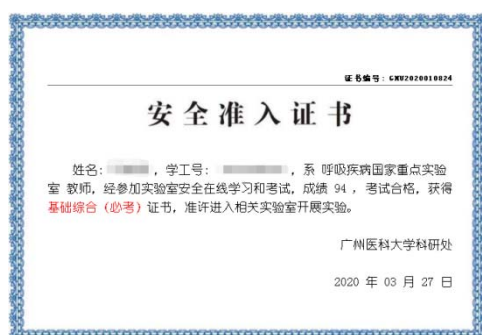 证书编号：GMU2020010824
安全准入证书
姓名：，学工号：，系 呼吸疾病国家重点实验
室 教师，经参加实验室安全在线学习和考试，成绩 94 ，考试合格，获得
基础综合（必考）证书，准许进入相关实验室开展实验。
广州医科大学科研处
2020 年 03 月 27 日